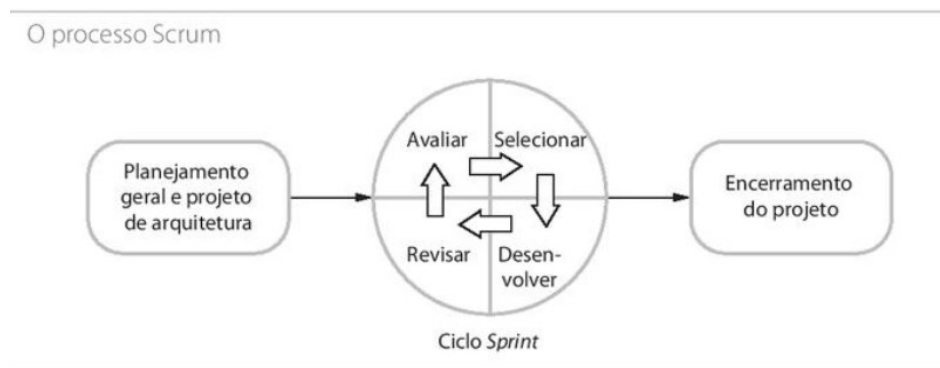 O processo Scrum
Planejamento
geral e projeto
de arquitetura
Avaliar
Selecionar
Revisar
Desen-
volver
Encerramento
do projeto
Ciclo Sprint